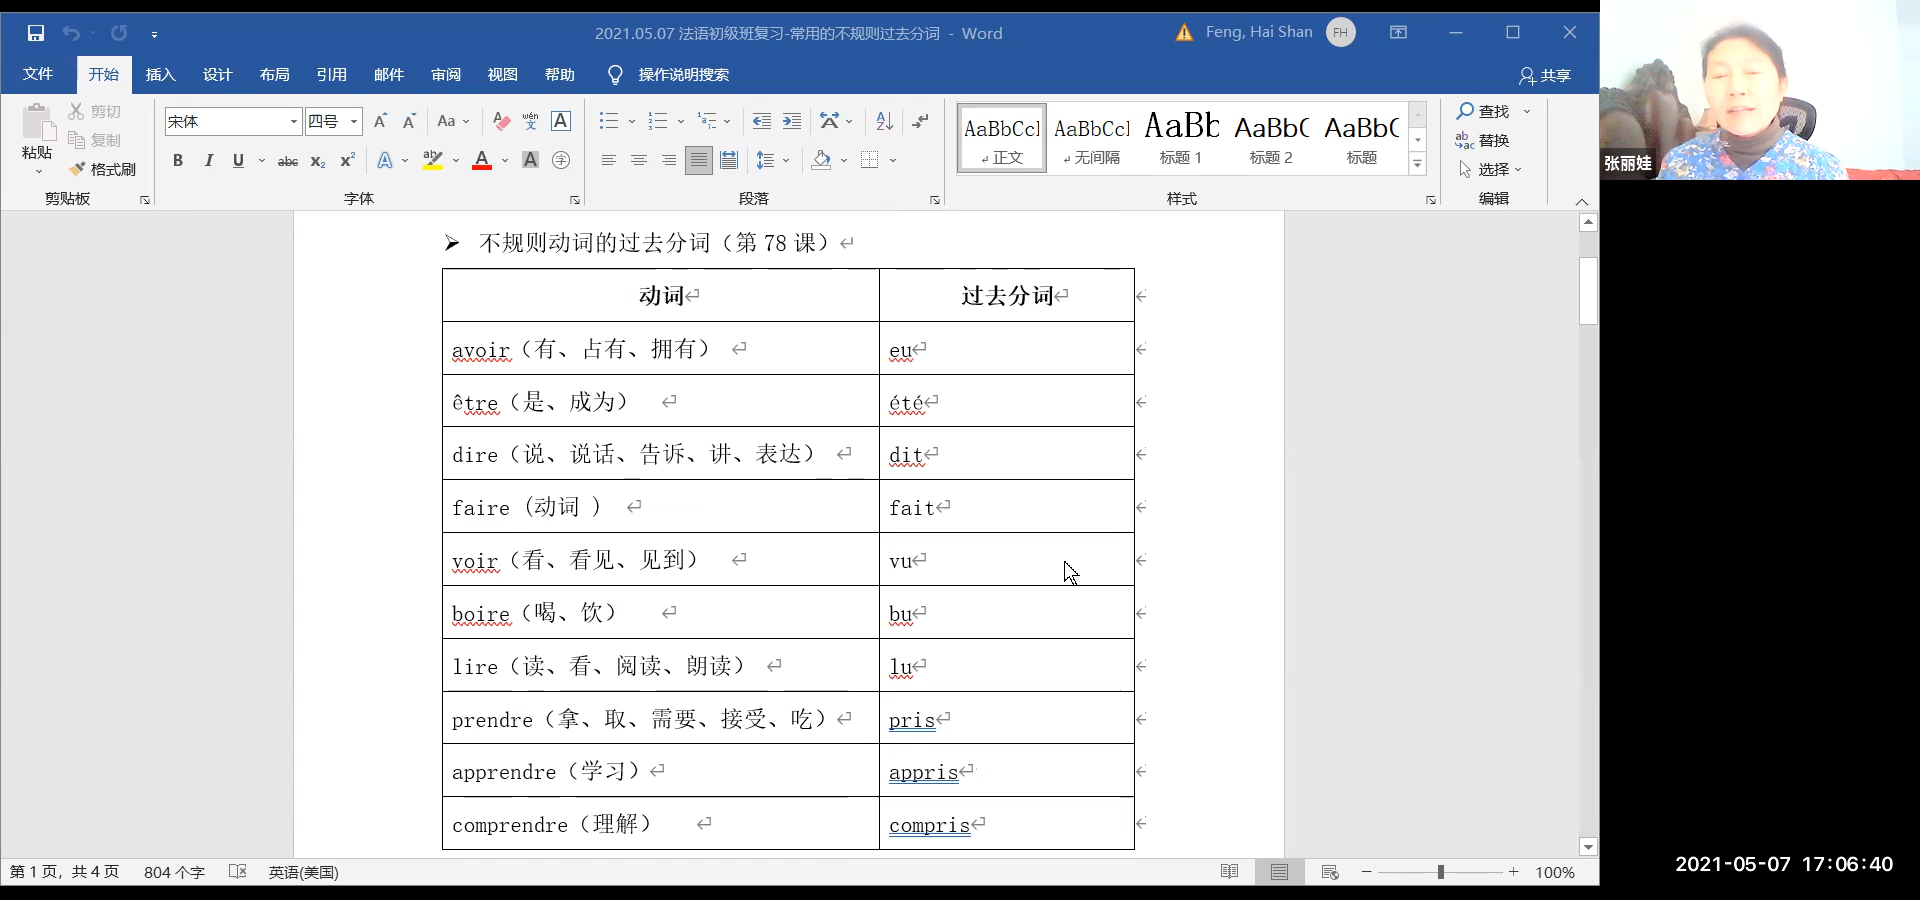 2021.05.07 法语初级班复习-常用的不规则过去分词 - Word
Feng, Hai Shan
FH
文件 开始 插入 设计 布局 引用 邮件 审阅 视图 帮助 操作说明搜索 共享
粘贴
剪切
复制
格式刷
剪贴板
宋体 四号
Aa
wén
文
A
B I U abc X₂ X² A aby A A 字
字体
段落
AaBbCcI AaBbCcI AaBb AaBbC AaBbC
正文 无间隔 标题 1 标题 2 标题
样式
查找
替换
选择
编辑
张丽娃
➢ 不规则动词的过去分词（第 78 课）
动词 过去分词
avoir（有、占有、拥有） eu
être（是、成为） été
dire（说、说话、告诉、讲、表达） dit
faire (动词 ) fait
voir（看、看见、见到） vu
boire（喝、饮） bu
lire（读、看、阅读、朗读） lu
prendre（拿、取、需要、接受、吃） pris
apprendre（学习） appris
comprendre（理解） compris
第 1 页，共 4 页 804 个字 英语(美国) 100%
2021-05-07 17:06:40